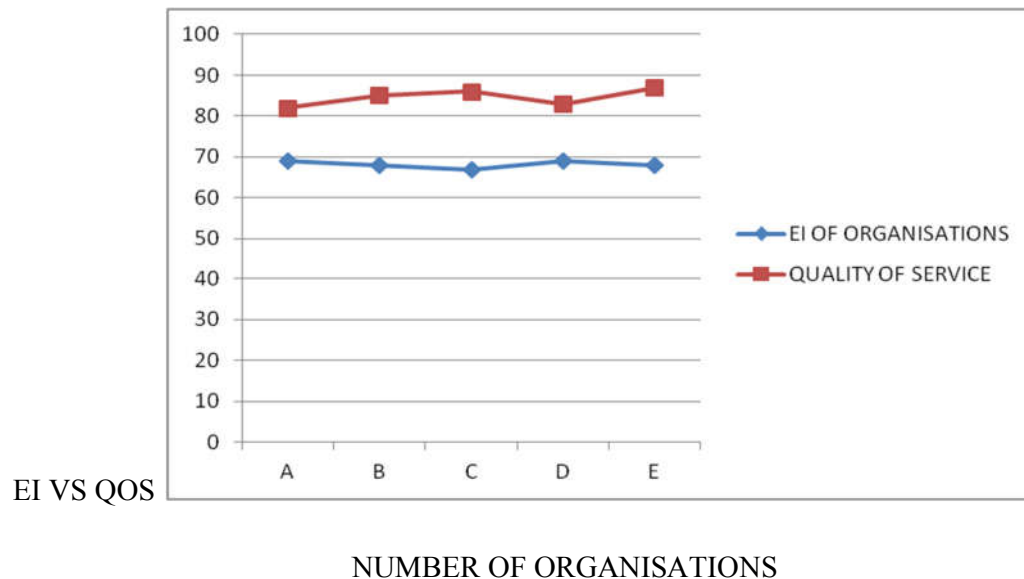 100
90
80
70
60
50
40
30
20
10
0
A B C D E
EI OF ORGANISATIONS
QUALITY OF SERVICE
EI VS QOS
NUMBER OF ORGANISATIONS